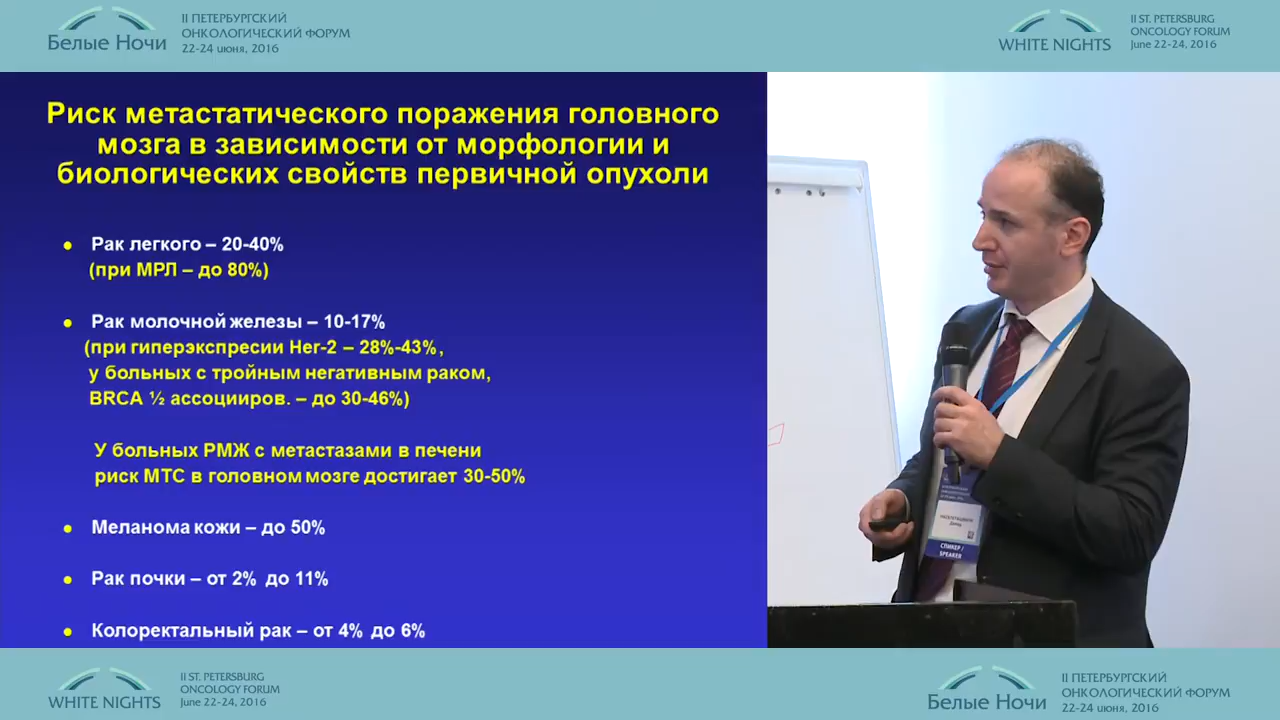 Белые Ночи
II ПЕТЕРБУРГСКИЙ
ОНКОЛОГИЧЕСКИЙ ФОРУМ
22-24 июня, 2016
WHITE NIGHTS
II ST. PETERSBURG
ONCOLOGY FORUM
June 22-24, 2016
Риск метастатического поражения головного
мозга в зависимости от морфологии и
биологических свойств первичной опухоли
• Рак легкого – 20-40%
(при МРЛ – до 80%)
• Рак молочной железы – 10-17%
(при гиперэкспресии Her-2 – 28%-43%,
у больных с тройным негативным раком,
BRCA ½ ассоцииров. – до 30-46%)
У больных РМЖ с метастазами в печени
риск МТС в головном мозге достигает 30-50%
• Меланома кожи – до 50%
• Рак почки – от 2% до 11%
• Колоректальный рак – от 4% до 6%
СПИКЕР /
SPEAKER
WHITE NIGHTS
II ST. PETERSBURG
ONCOLOGY FORUM
June 22-24, 2016
Белые Ночи
II ПЕТЕРБУРГСКИЙ
ОНКОЛОГИЧЕСКИЙ ФОРУМ
22-24 июня, 2016